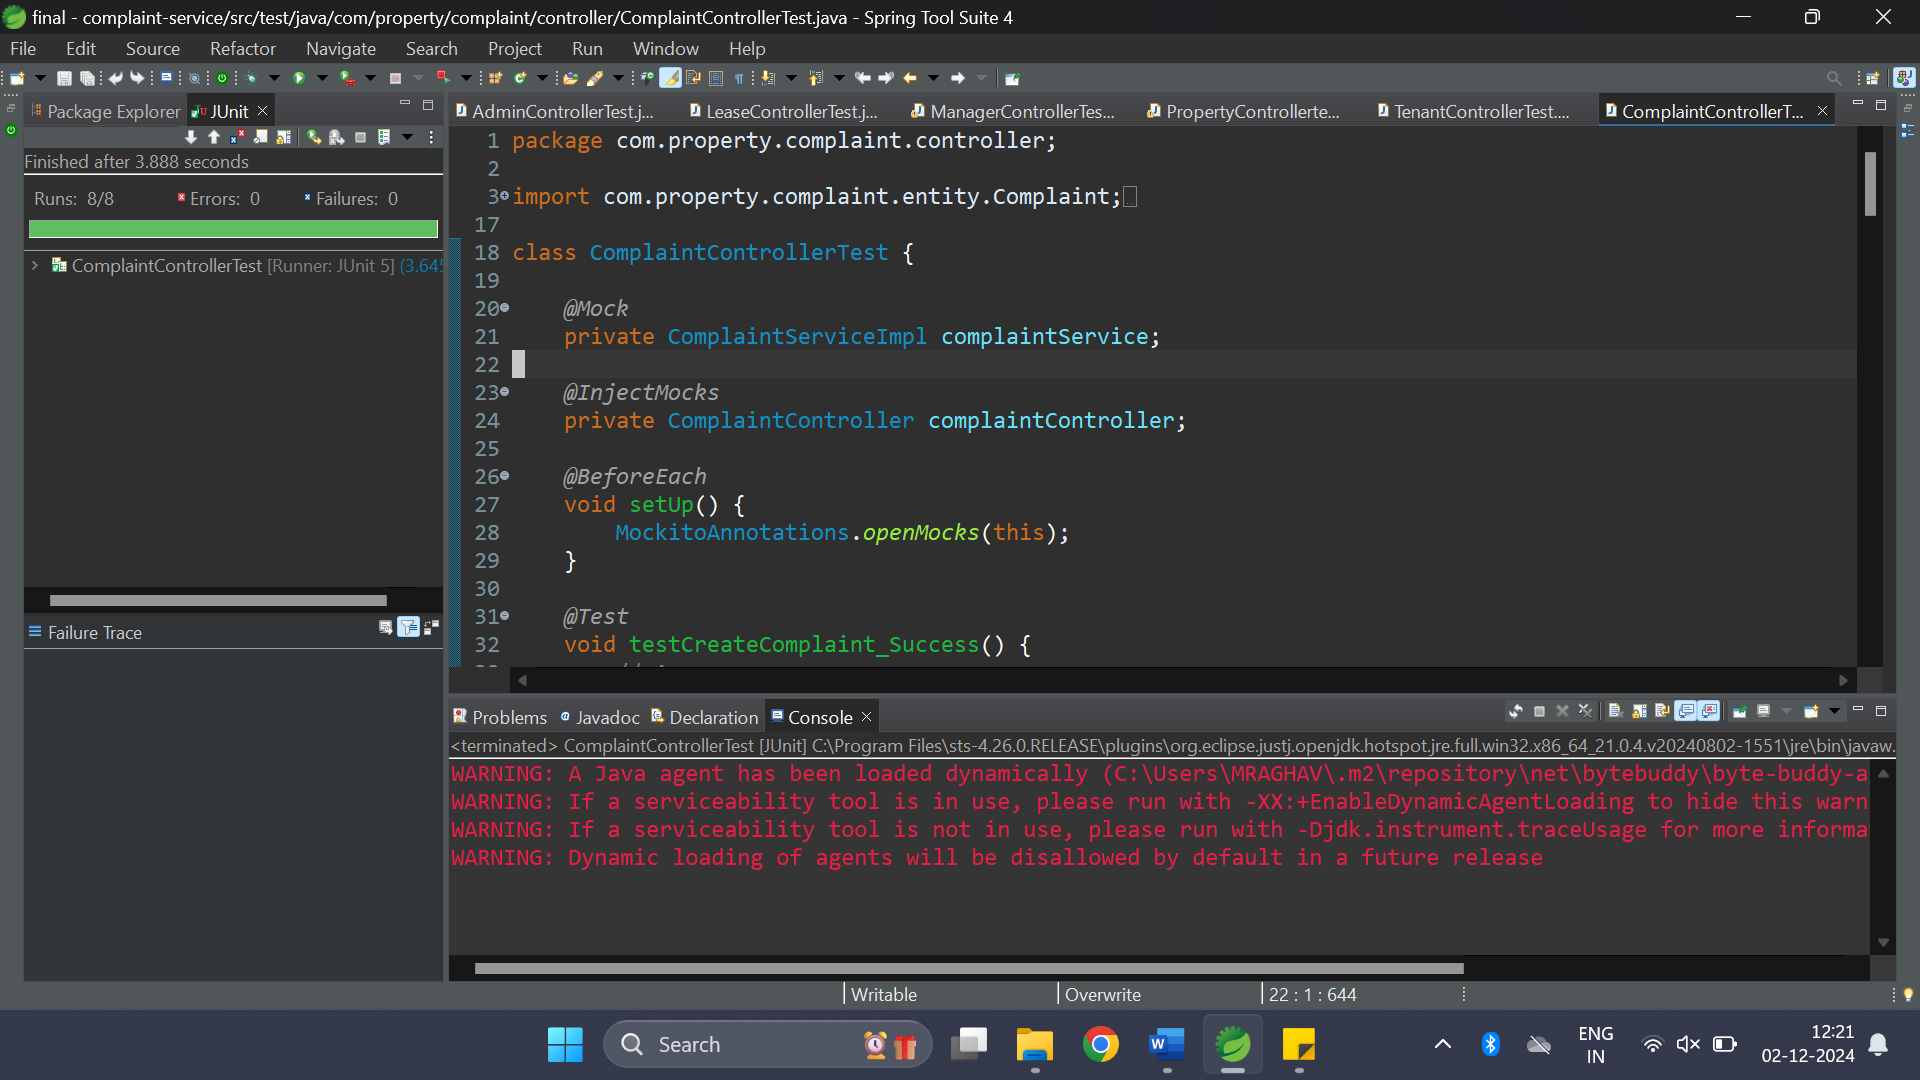 final - complaint-service/src/test/java/com/property/complaint/controller/ComplaintControllerTest.java - Spring Tool Suite 4
File Edit Source Refactor Navigate Search Project Run Window Help
Package Explorer JUnit
Finished after 3.888 seconds
Runs: 8/8 Errors: 0 Failures: 0
ComplaintControllerTest [Runner: JUnit 5] (3.645
Failure Trace
AdminControllerTest.j... LeaseControllerTest.j... ManagerControllerTes... PropertyControllerte... TenantControllerTest.... ComplaintControllerT...
1 package com.property.complaint.controller;
2
3 import com.property.complaint.entity.Complaint;
17
18 class ComplaintControllerTest {
19
20 @Mock
21 private ComplaintServiceImpl complaintService;
22
23 @InjectMocks
24 private ComplaintController complaintController;
25
26 @BeforeEach
27 void setUp() {
28 MockitoAnnotations.openMocks(this);
29 }
30
31 @Test
32 void testCreateComplaint_Success() {
Problems Javadoc Declaration Console
<terminated> ComplaintControllerTest [JUnit] C:\Program Files\sts-4.26.0.RELEASE\plugins\org.eclipse.justj.openjdk.hotspot.jre.full.win32.x86_64_21.0.4.v20240802-1551\jre\bin\javaw.
WARNING: A Java agent has been loaded dynamically (C:\Users\MRAGHAV\.m2\repository\net\bytebuddy\byte-buddy-a
WARNING: If a serviceability tool is in use, please run with -XX:+EnableDynamicAgentLoading to hide this warn
WARNING: If a serviceability tool is not in use, please run with -Djdk.instrument.traceUsage for more informa
WARNING: Dynamic loading of agents will be disallowed by default in a future release
Writable Overwrite 22 : 1 : 644
Search
ENG
IN
12:21
02-12-2024